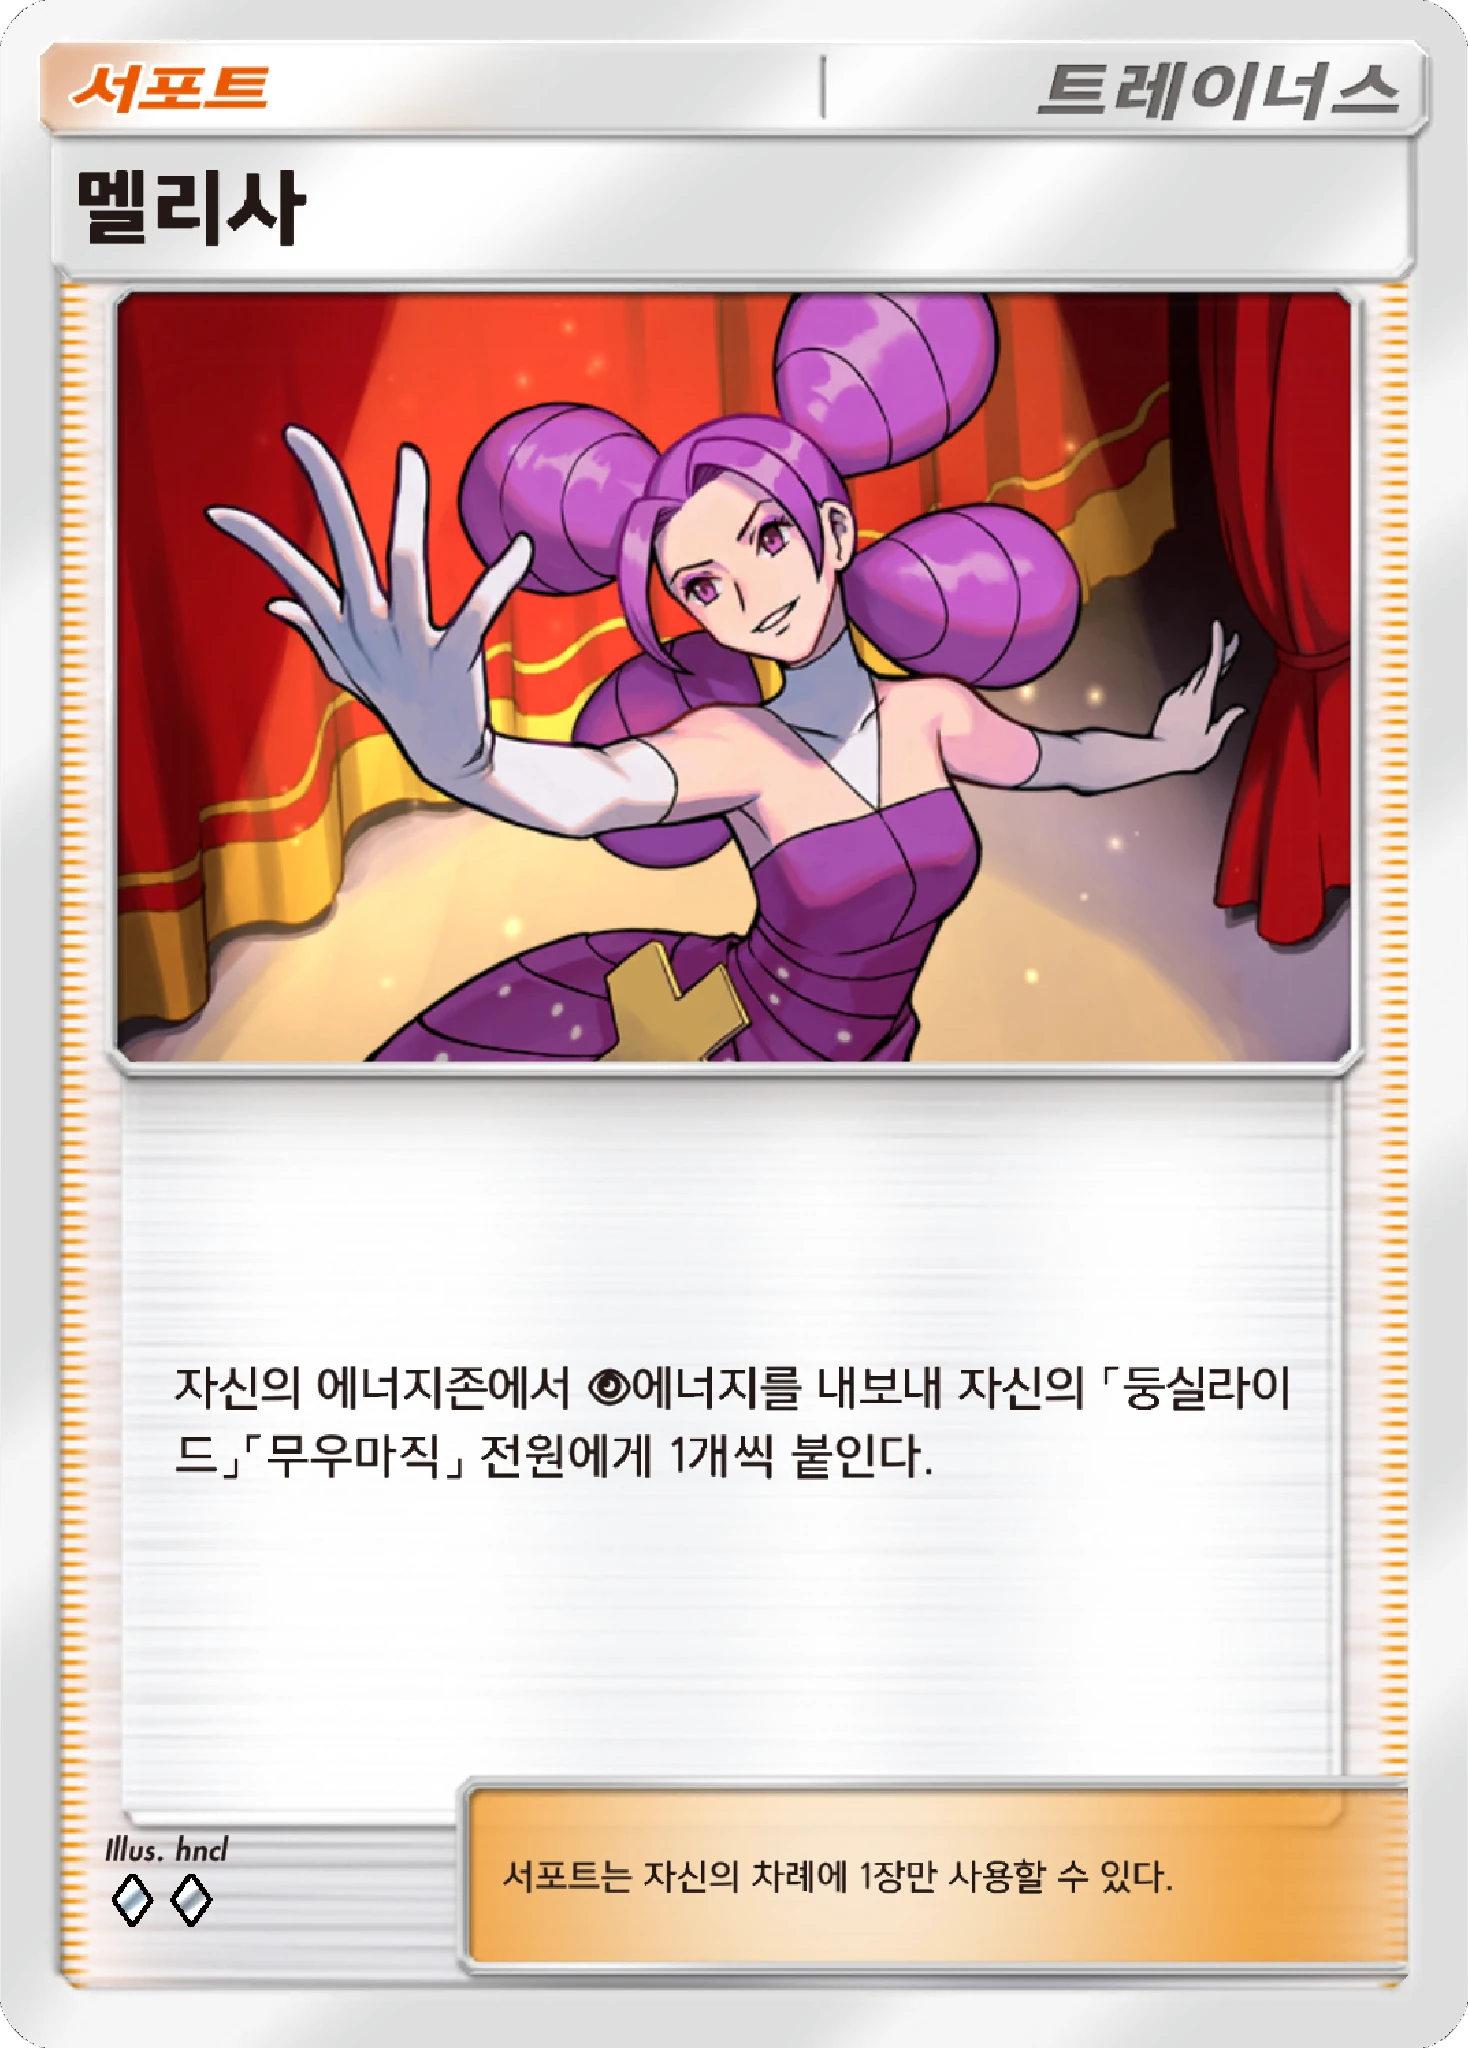 서포트
트레이너스
멜리사
자신의 에너지존에서 에너지를 내보내 자신의 「둥실라이
드」「무우마직」 전원에게 1개씩 붙인다.
Illus. hncl
서포트는 자신의 차례에 1장만 사용할 수 있다.